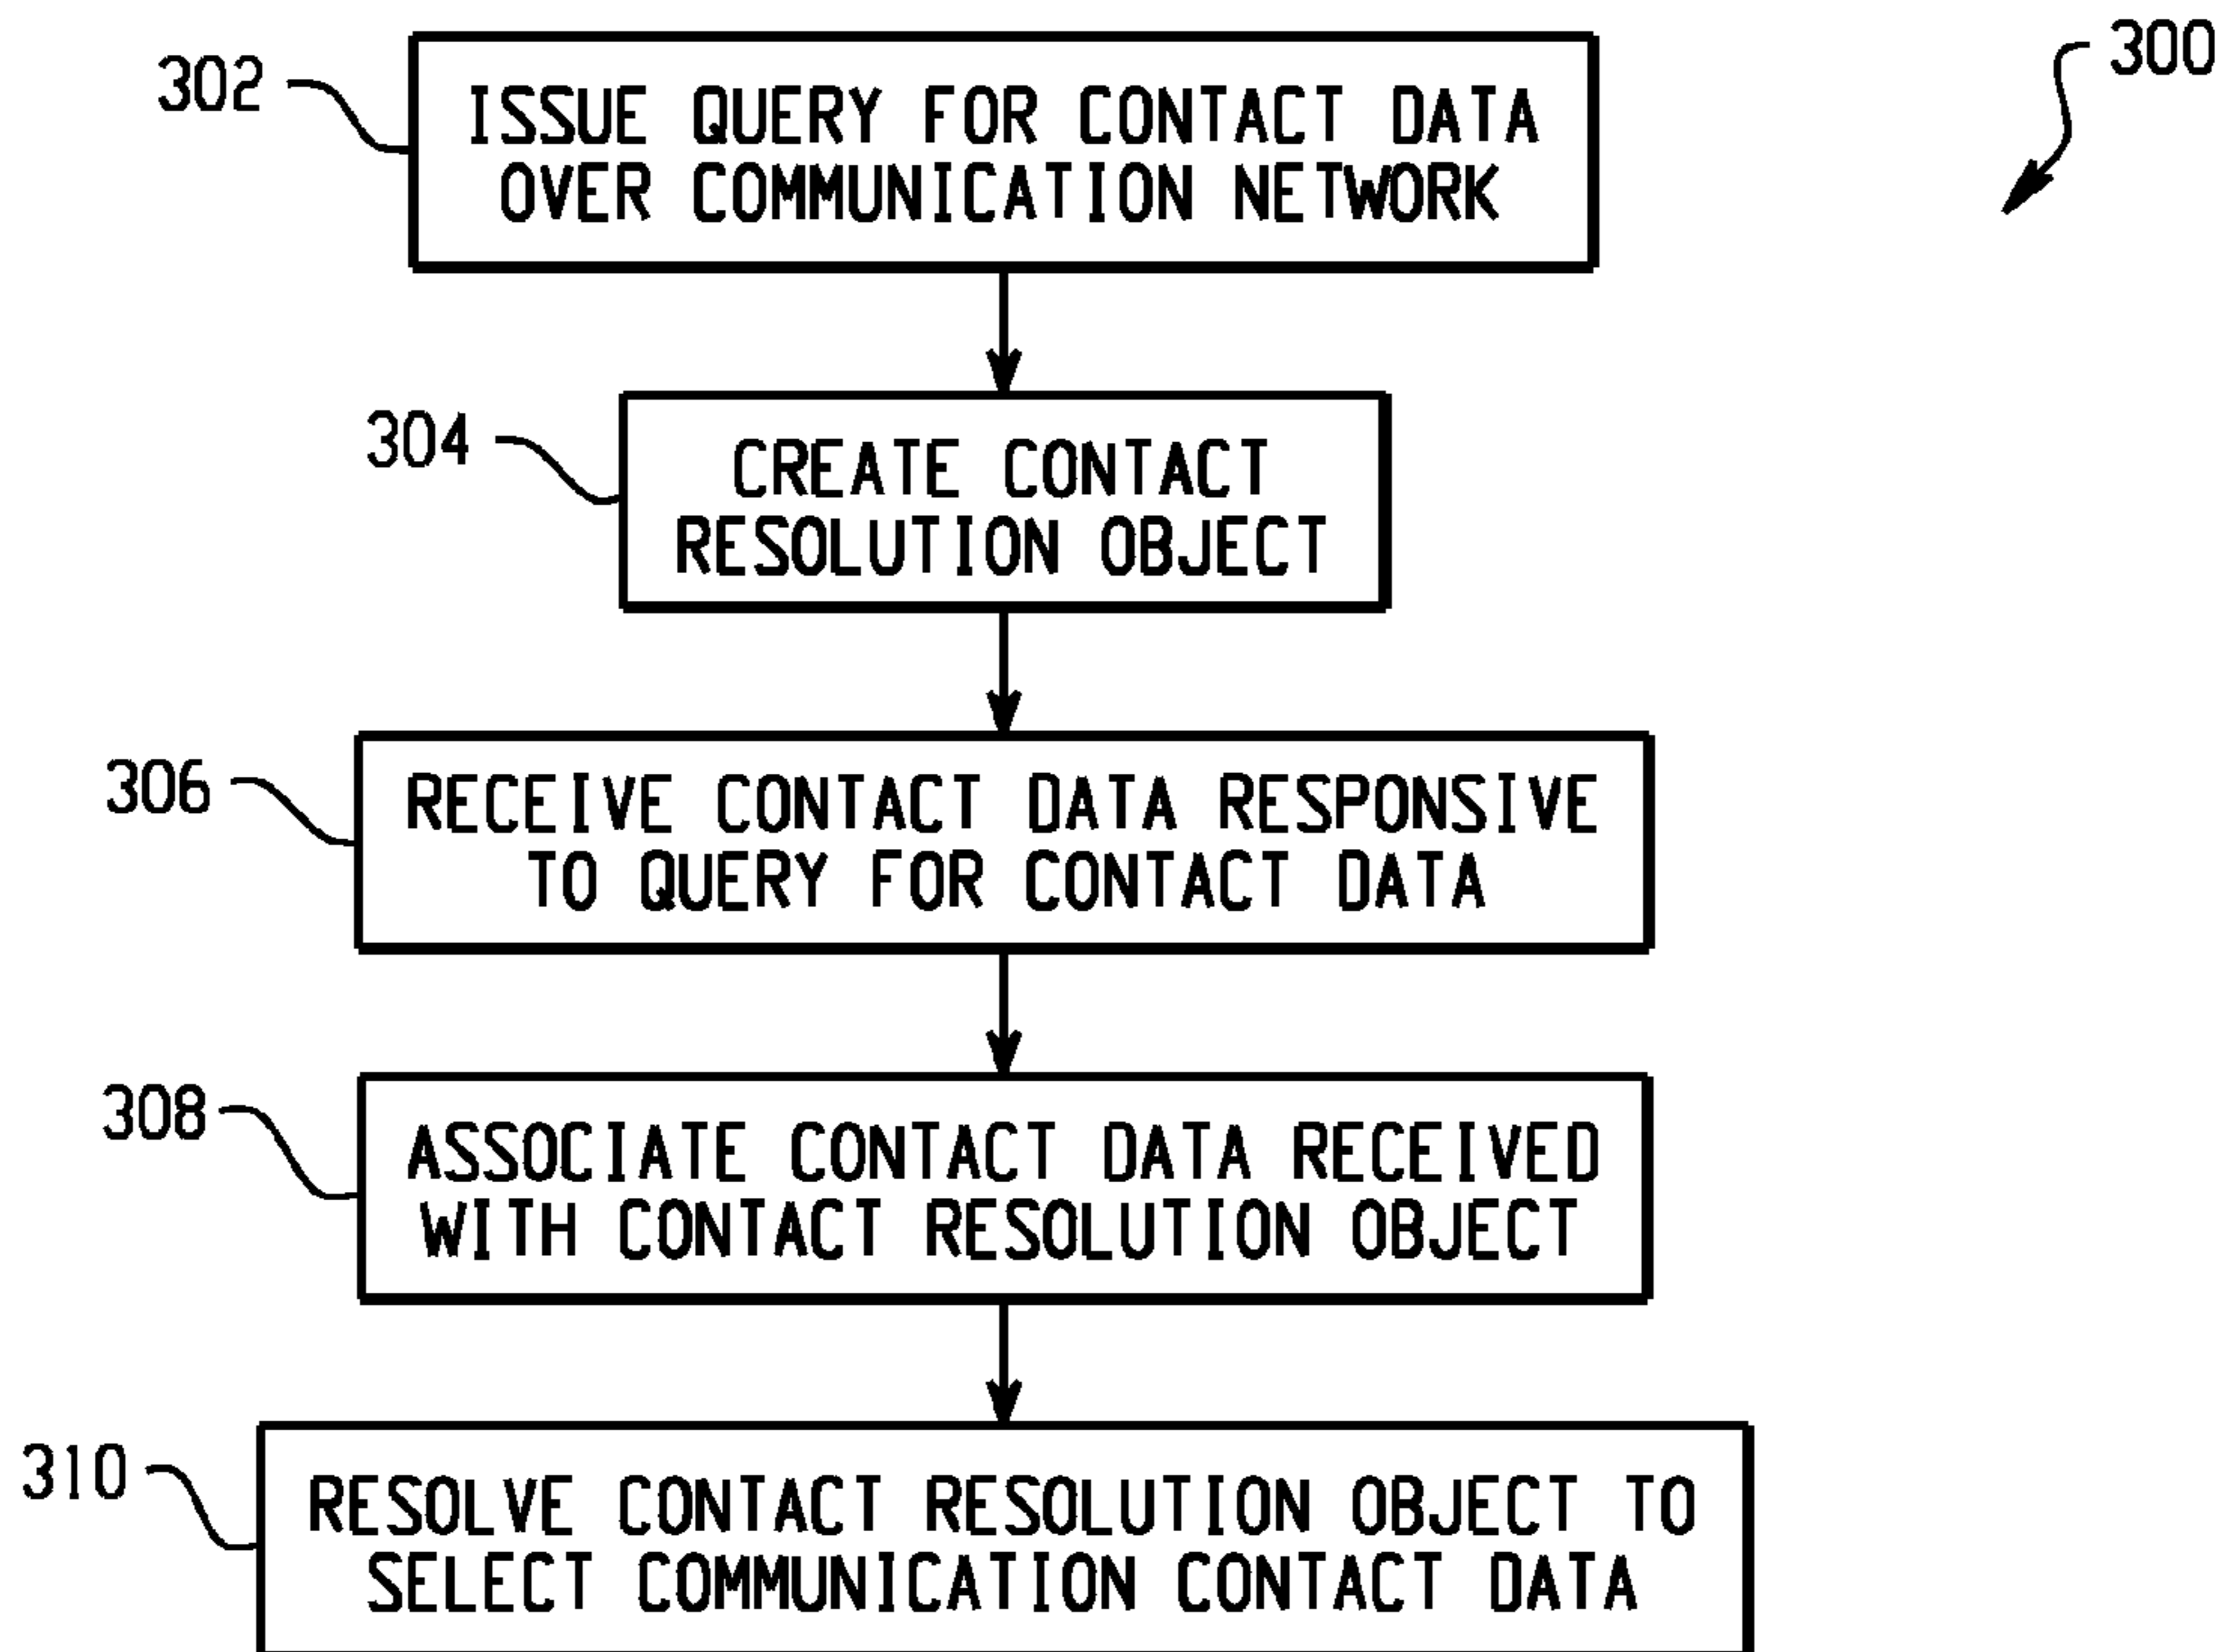 300
302
ISSUE QUERY FOR CONTACT DATA
OVER COMMUNICATION NETWORK
304
CREATE CONTACT
RESOLUTION OBJECT
306
RECEIVE CONTACT DATA RESPONSIVE
TO QUERY FOR CONTACT DATA
308
ASSOCIATE CONTACT DATA RECEIVED
WITH CONTACT RESOLUTION OBJECT
310
RESOLVE CONTACT RESOLUTION OBJECT TO
SELECT COMMUNICATION CONTACT DATA